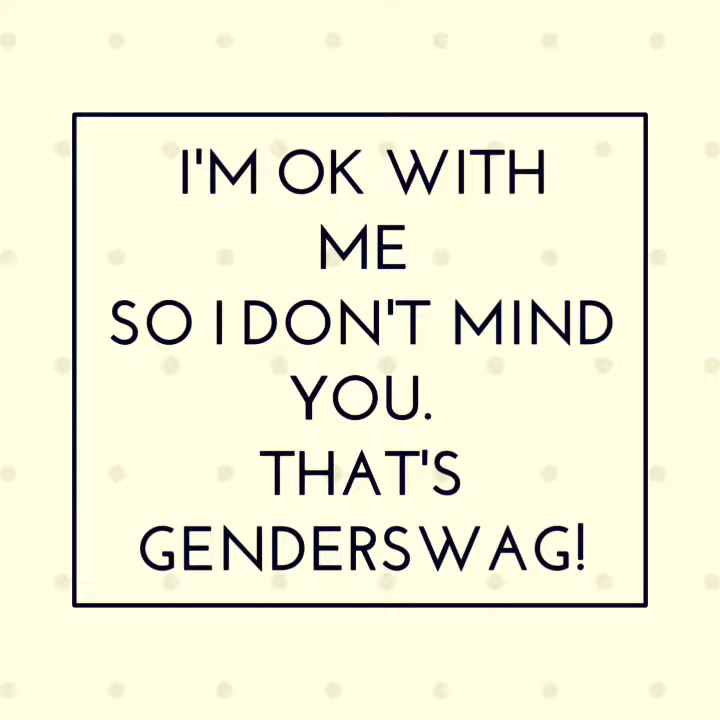 I'M OK WITH
ME
SO I DON'T MIND
YOU.
THAT'S
GENDERSWAG!